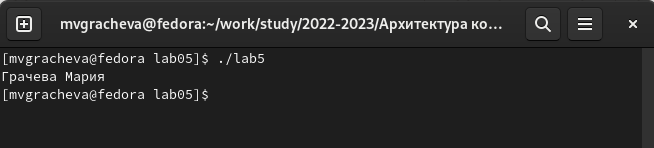 mvgracheva@fedora:~/work/study/2022-2023/Архитектура ко...
[mvgracheva@fedora lab05]$ ./lab5
Грачева Мария
[mvgracheva@fedora lab05]$